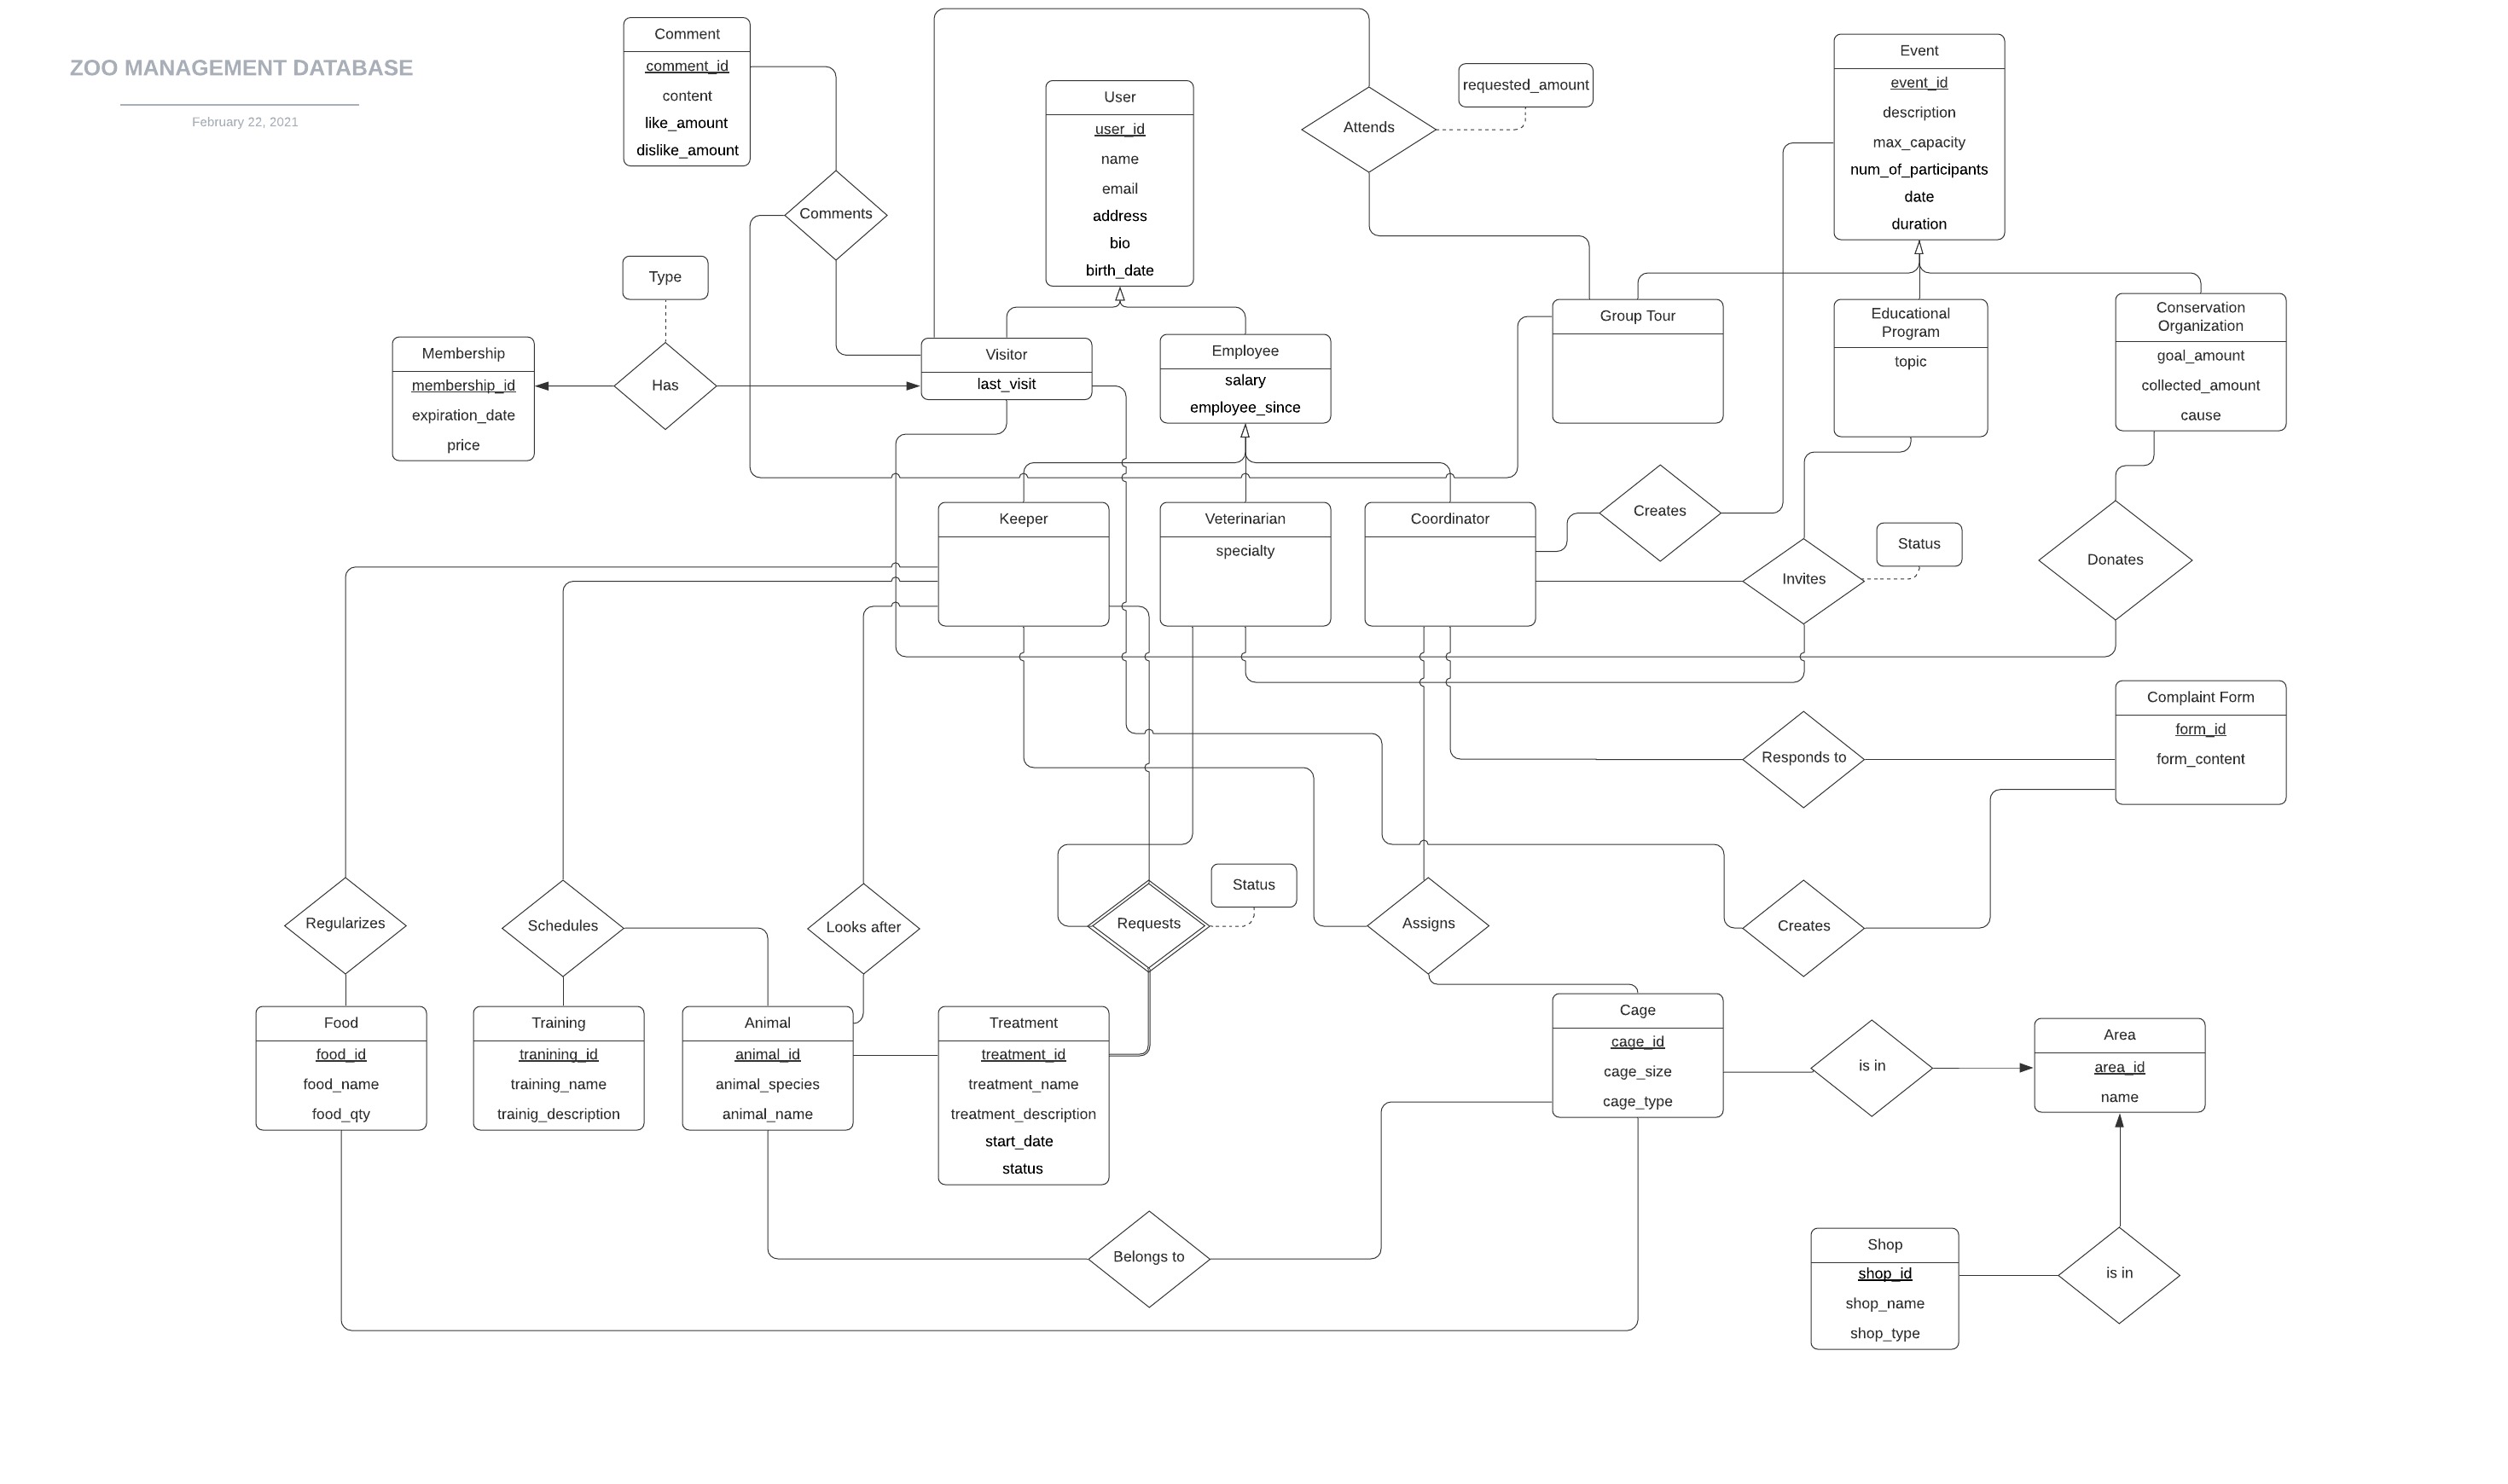 ZOO MANAGEMENT DATABASE
February 22, 2021
Comment
comment_id
content
like_amount
dislike_amount
User
user_id
name
email
address
bio
birth_date
Attends
requested_amount
Event
event_id
description
max_capacity
num_of_participants
date
duration
Comments
Type
Membership
membership_id
expiration_date
price
Has
Visitor
last_visit
Employee
salary
employee_since
Group Tour
Educational
Program
topic
Conservation
Organization
goal_amount
collected_amount
cause
Keeper
Veterinarian
specialty
Coordinator
Creates
Invites
Status
Donates
Complaint Form
form_id
form_content
Responds to
Regularizes
Schedules
Looks after
Requests
Status
Assigns
Creates
Food
food_id
food_name
food_qty
Training
tranining_id
training_name
trainig_description
Animal
animal_id
animal_species
animal_name
Treatment
treatment_id
treatment_name
treatment_description
start_date
status
Cage
cage_id
cage_size
cage_type
is in
Area
area_id
name
Belongs to
Shop
shop_id
shop_name
shop_type
is in